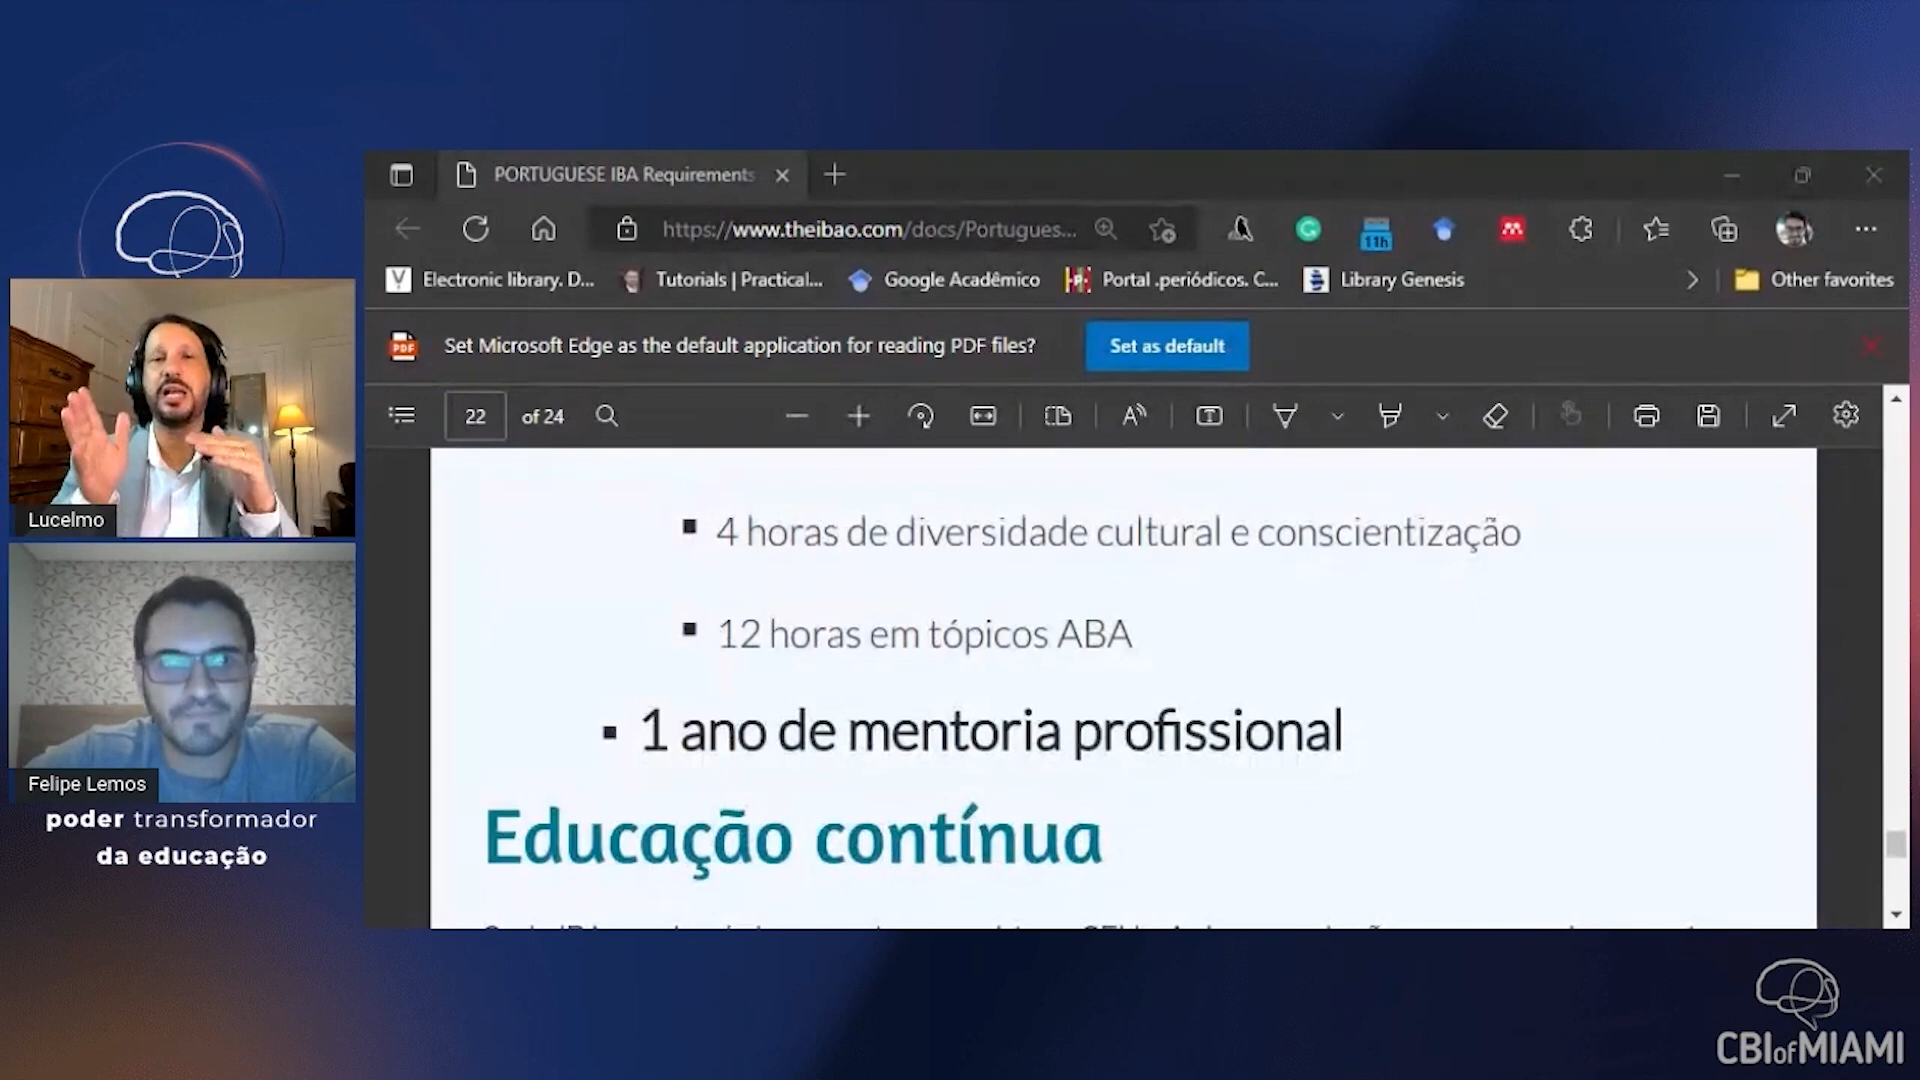 PORTUGUESE IBA Requirements
https://www.theibao.com/docs/Portugues...
11h
Electronic library. D...
Tutorials | Practical...
Google Acadêmico
Portal .periódicos. C...
Library Genesis
Other favorites
PDF
Set Microsoft Edge as the default application for reading PDF files?
Set as default
22 of 24
4 horas de diversidade cultural e conscientização
12 horas em tópicos ABA
1 ano de mentoria profissional
Educação contínua
Lucelmo
Felipe Lemos
poder transformador
da educação
CBIofMIAMI